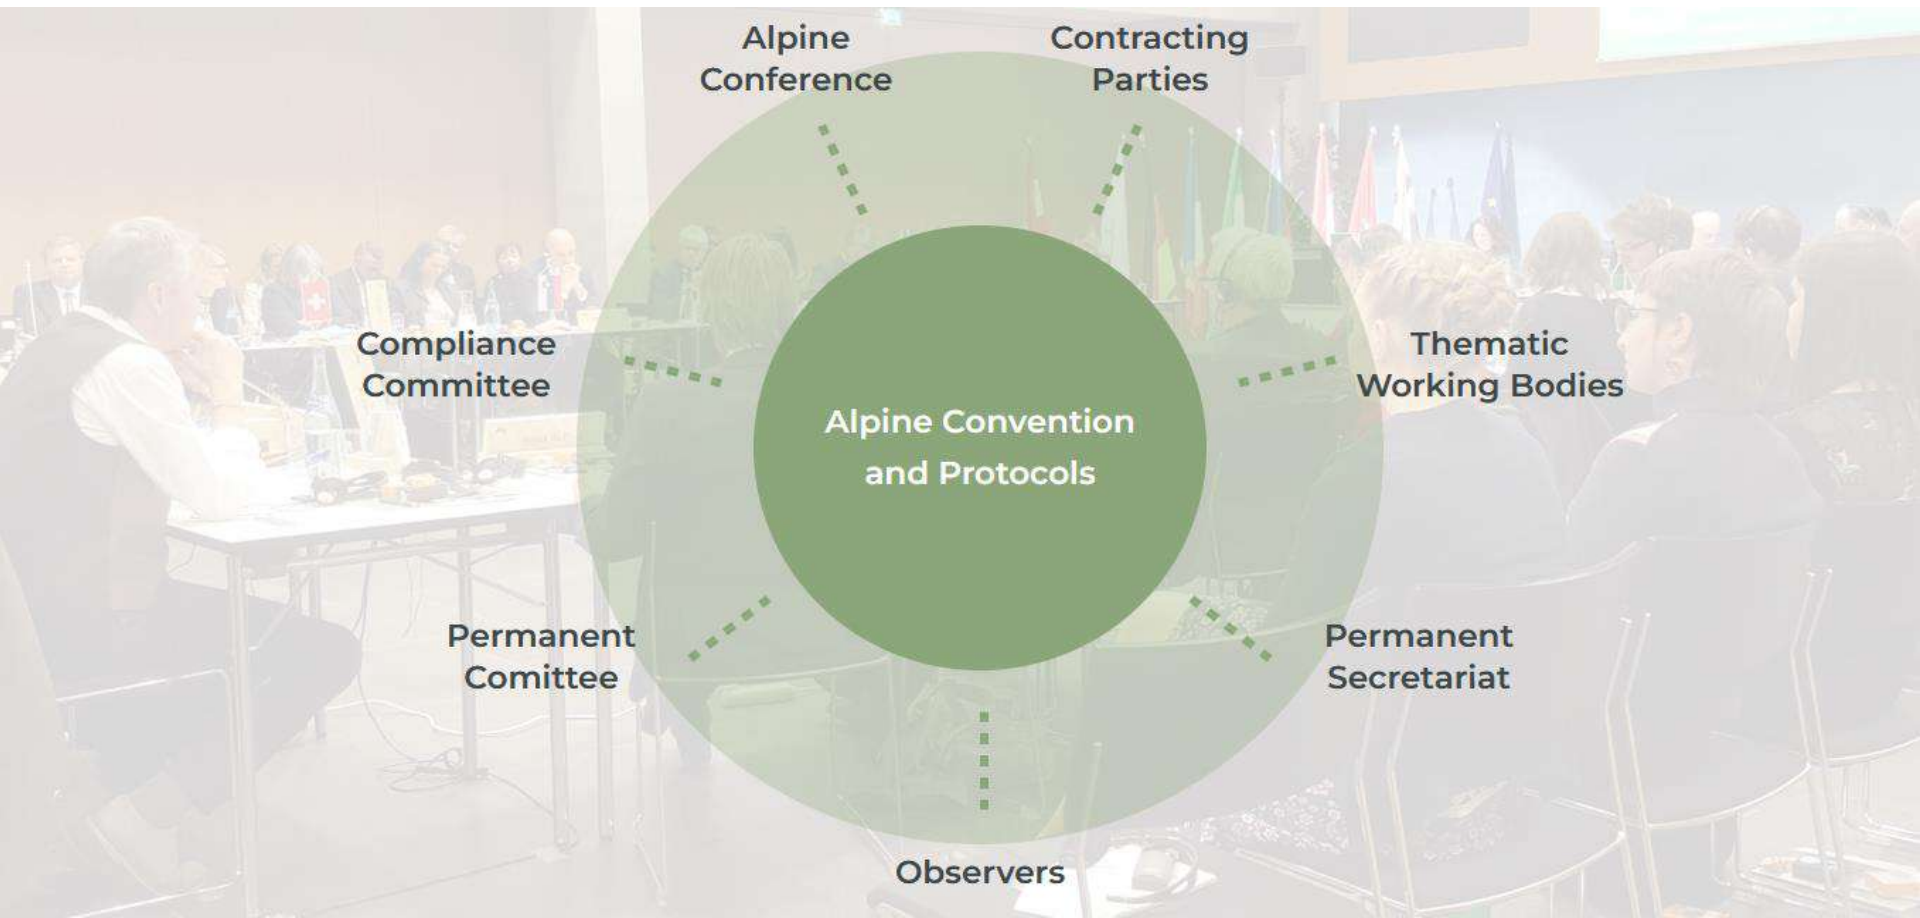 Alpine
Conference
Contracting
Parties
Compliance
Committee
Thematic
Working Bodies
Alpine Convention
and Protocols
Permanent
Comittee
Permanent
Secretariat
Observers